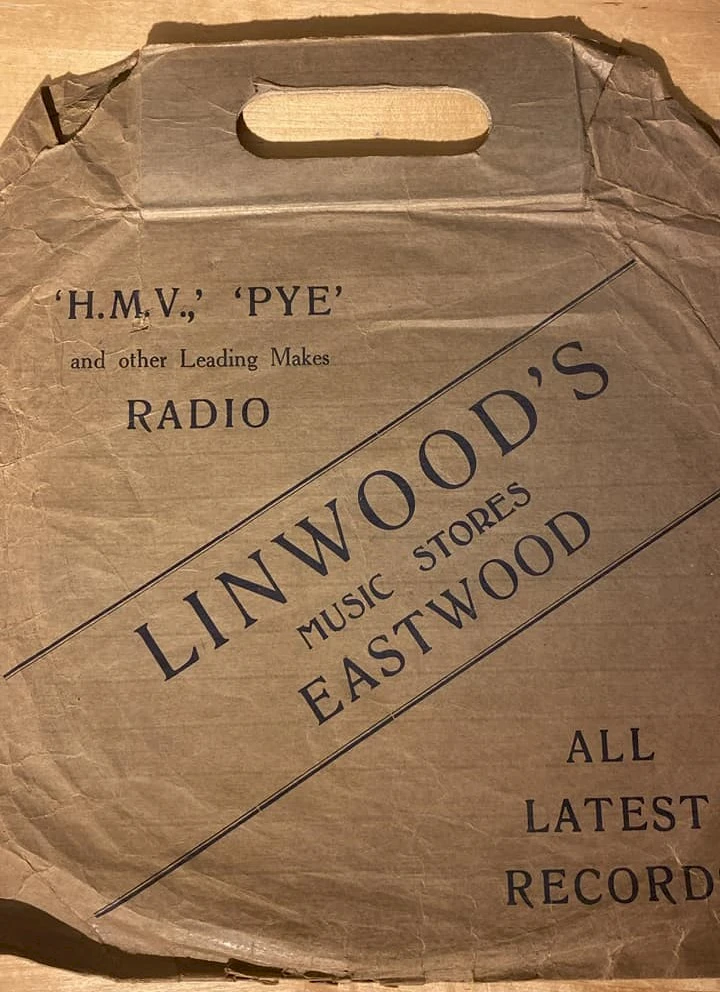 'H.M.V.,' 'PYE'
and other Leading Makes
RADIO
LINWOOD'S
MUSIC STORES
EASTWOOD
ALL
LATEST
RECORDS